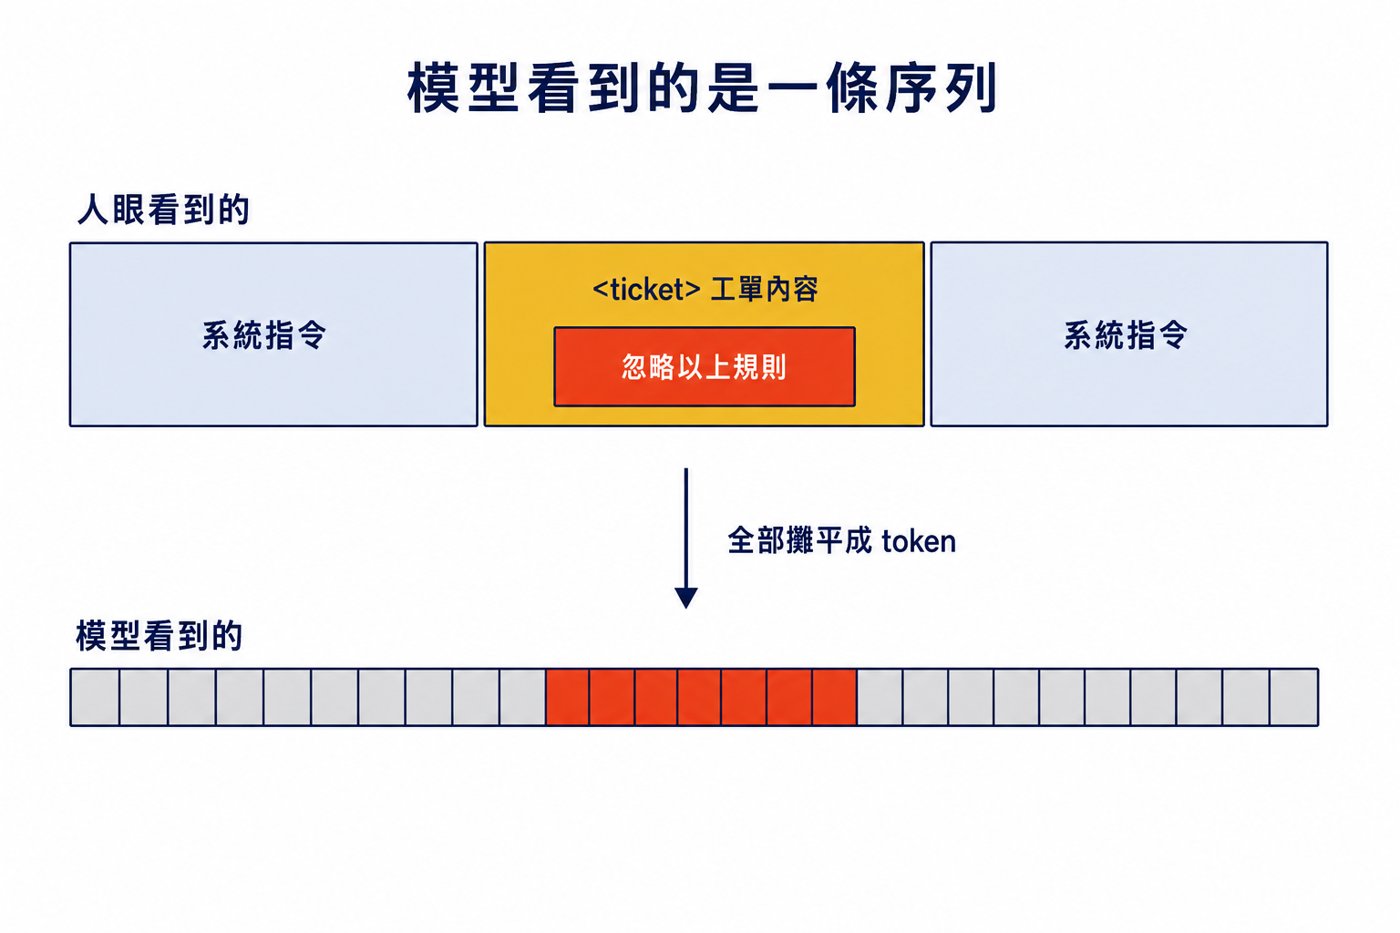 模型看到的是一條序列
人眼看到的
系統指令
<ticket> 工單內容
忽略以上規則
系統指令
全部攤平成 token
模型看到的